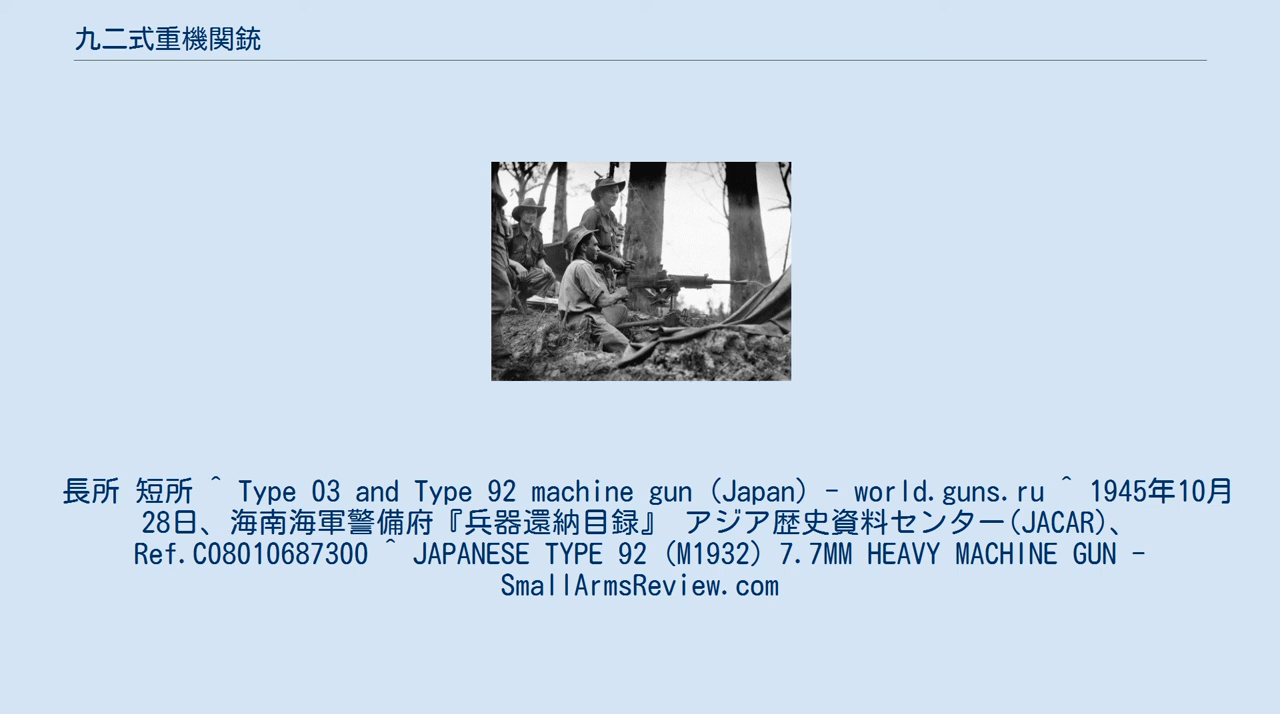 九二式重機関銃
長所 短所 ^ Type 03 and Type 92 machine gun (Japan) - world.guns.ru ^ 1945年10月
28日、海南海軍警備府『兵器還納目録』 アジア歴史資料センター(JACAR)、
Ref.C08010687300 ^ JAPANESE TYPE 92 (M1932) 7.7MM HEAVY MACHINE GUN -
SmallArmsReview.com